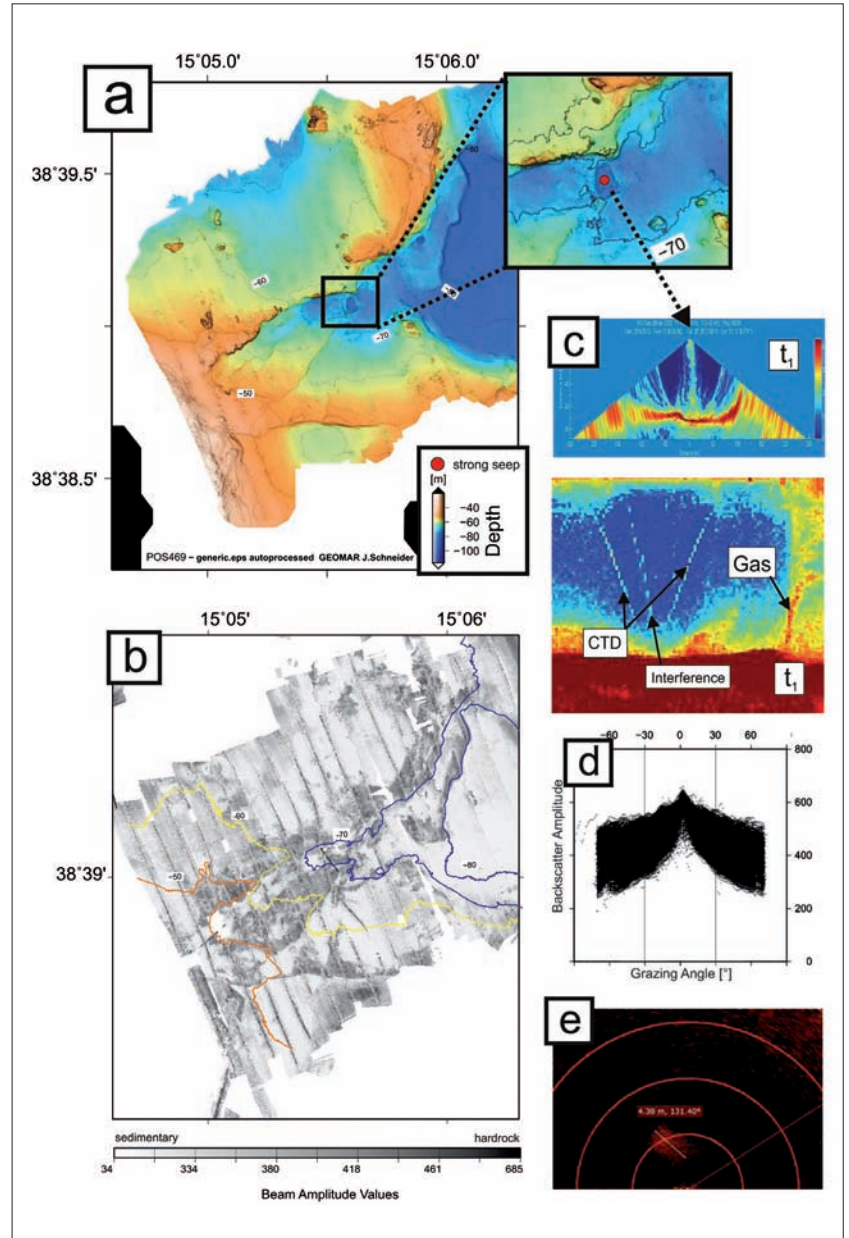 a
15°05.0'
15°06.0'
38°39.5'
38°38.5'
-60
-60
-70
-50
-70
strong seep
[m]
-40
-60
-80
-100
Depth
POS469 – generic.eps autoprocessed GEOMAR J.Schneider
c
t1
Gas
CTD
Interference
t1
b
15°05'
15°06'
38°39'
-60
-50
-70
-80
sedimentary
hardrock
34
334
380
418
461
685
Beam Amplitude Values
d
-60
-30
0
30
60
800
600
400
200
0
Backscatter Amplitude
Grazing Angle [°]
e
4.39 m, 131.40°